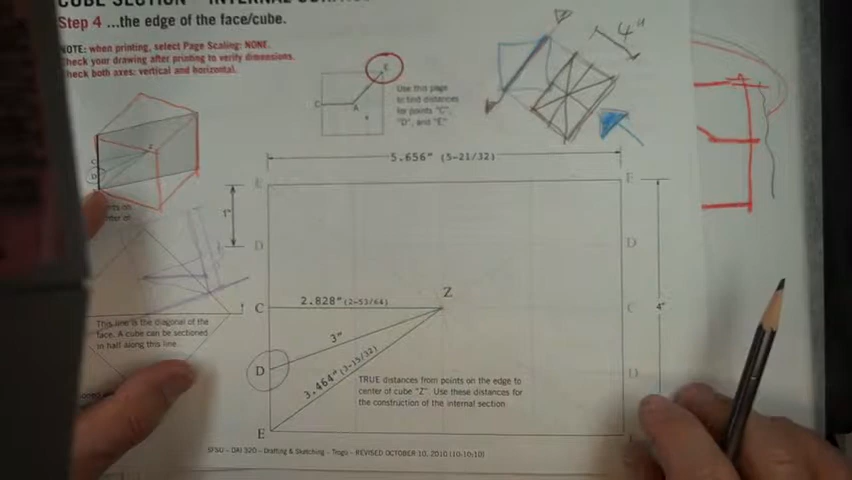 Step 4 ...the edge of the face/cube.
NOTE: when printing, select Page Scaling: NONE.
Check your drawing after printing to verify dimensions.
Check both axes: vertical and horizontal.
4"
E
C
A
Use this page
to find distances
for points "C",
"D", and "E."
C
D
Z
5.656" (5-21/32)
E
E
1"
D
D
Z
C
2.828" (2-53/64)
C
4"
3"
D
D
3.464" (3-15/32)
TRUE distances from points on the edge to
center of cube "Z". Use these distances for
the construction of the internal section
E
This line is the diagonal of the
face. A cube can be sectioned
in half along this line.
SFSU - DAI 320 - Drafting & Sketching - Trogu - REVISED OCTOBER 10, 2010 (10:10:10)